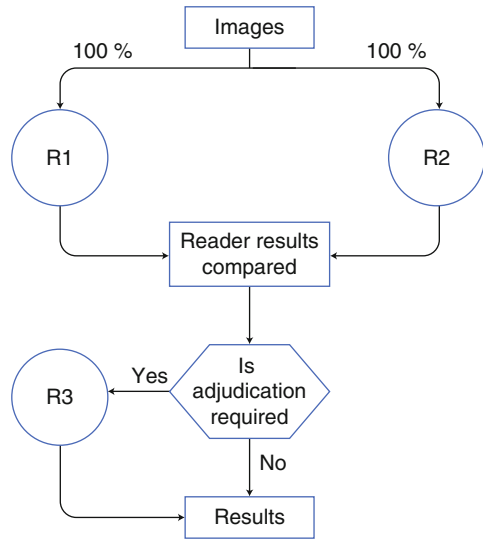 Images
100 %
100 %
R1
R2
Reader results
compared
Is
adjudication
required
Yes
R3
No
Results